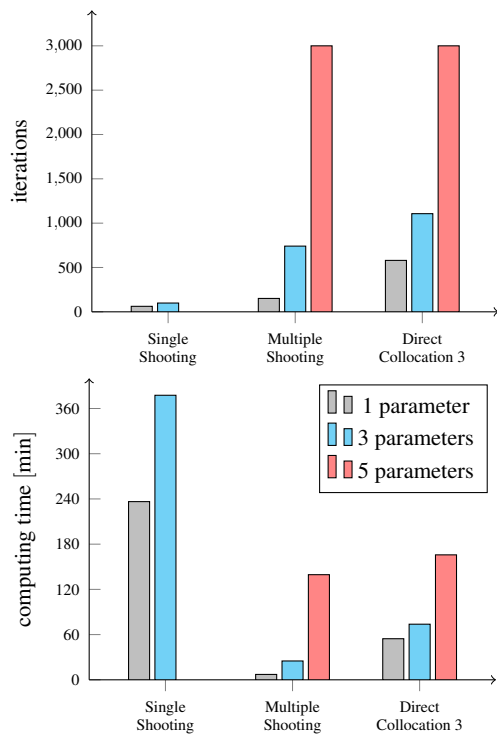 3,000
2,500
2,000
1,500
1,000
500
0
iterations
Single
Shooting
Multiple
Shooting
Direct
Collocation 3
360
300
240
180
120
60
0
computing time [min]
1 parameter
3 parameters
5 parameters
Single
Shooting
Multiple
Shooting
Direct
Collocation 3